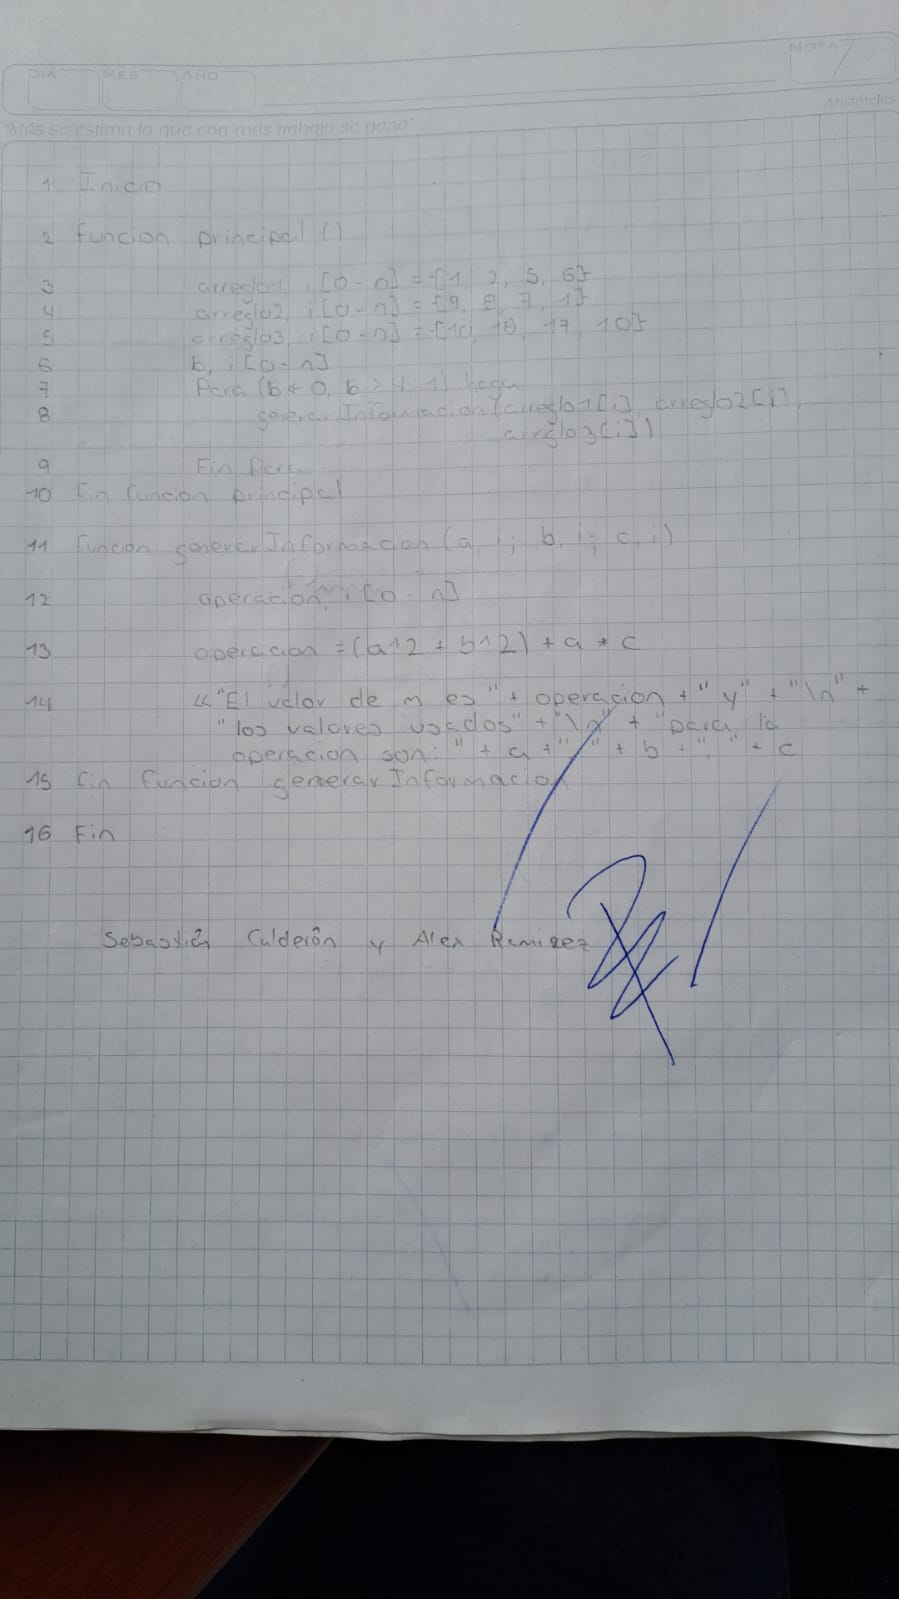 DIA MES AÑO NOTA
Aristóteles
"Más se estima lo que con más trabajo se gana"
1 Inicio
2 funcion principal ()
3 arreglo1, i [0 - n] = {1, 2, 5, 6}
4 arreglo2, i [0 - n] = {9, 8, 7, 1}
5 arreglo3, i [0 - n] = {10, 18, 17, 10}
6 b, i [0 - n]
7 Para (b ← 0, b > 4, 1) haga
8 generarInformacion (arreglo1[i], arreglo2[i],
arreglo3[i])
9 Fin Para
10 fin funcion principal
11 funcion generarInformacion (a, i; b, i; c, i)
12 operacion, i [0 - n]
13 operacion = (a^2 + b^2) + a * c
14 << "El valor de m es " + operacion + " y" + "\n" +
"los valores usados" + "\n" + "para la
operacion son: " + a + "," + b + "," + c
15 fin funcion generarInformacion
16 Fin
Sebastián Calderón y Alex Ramirez